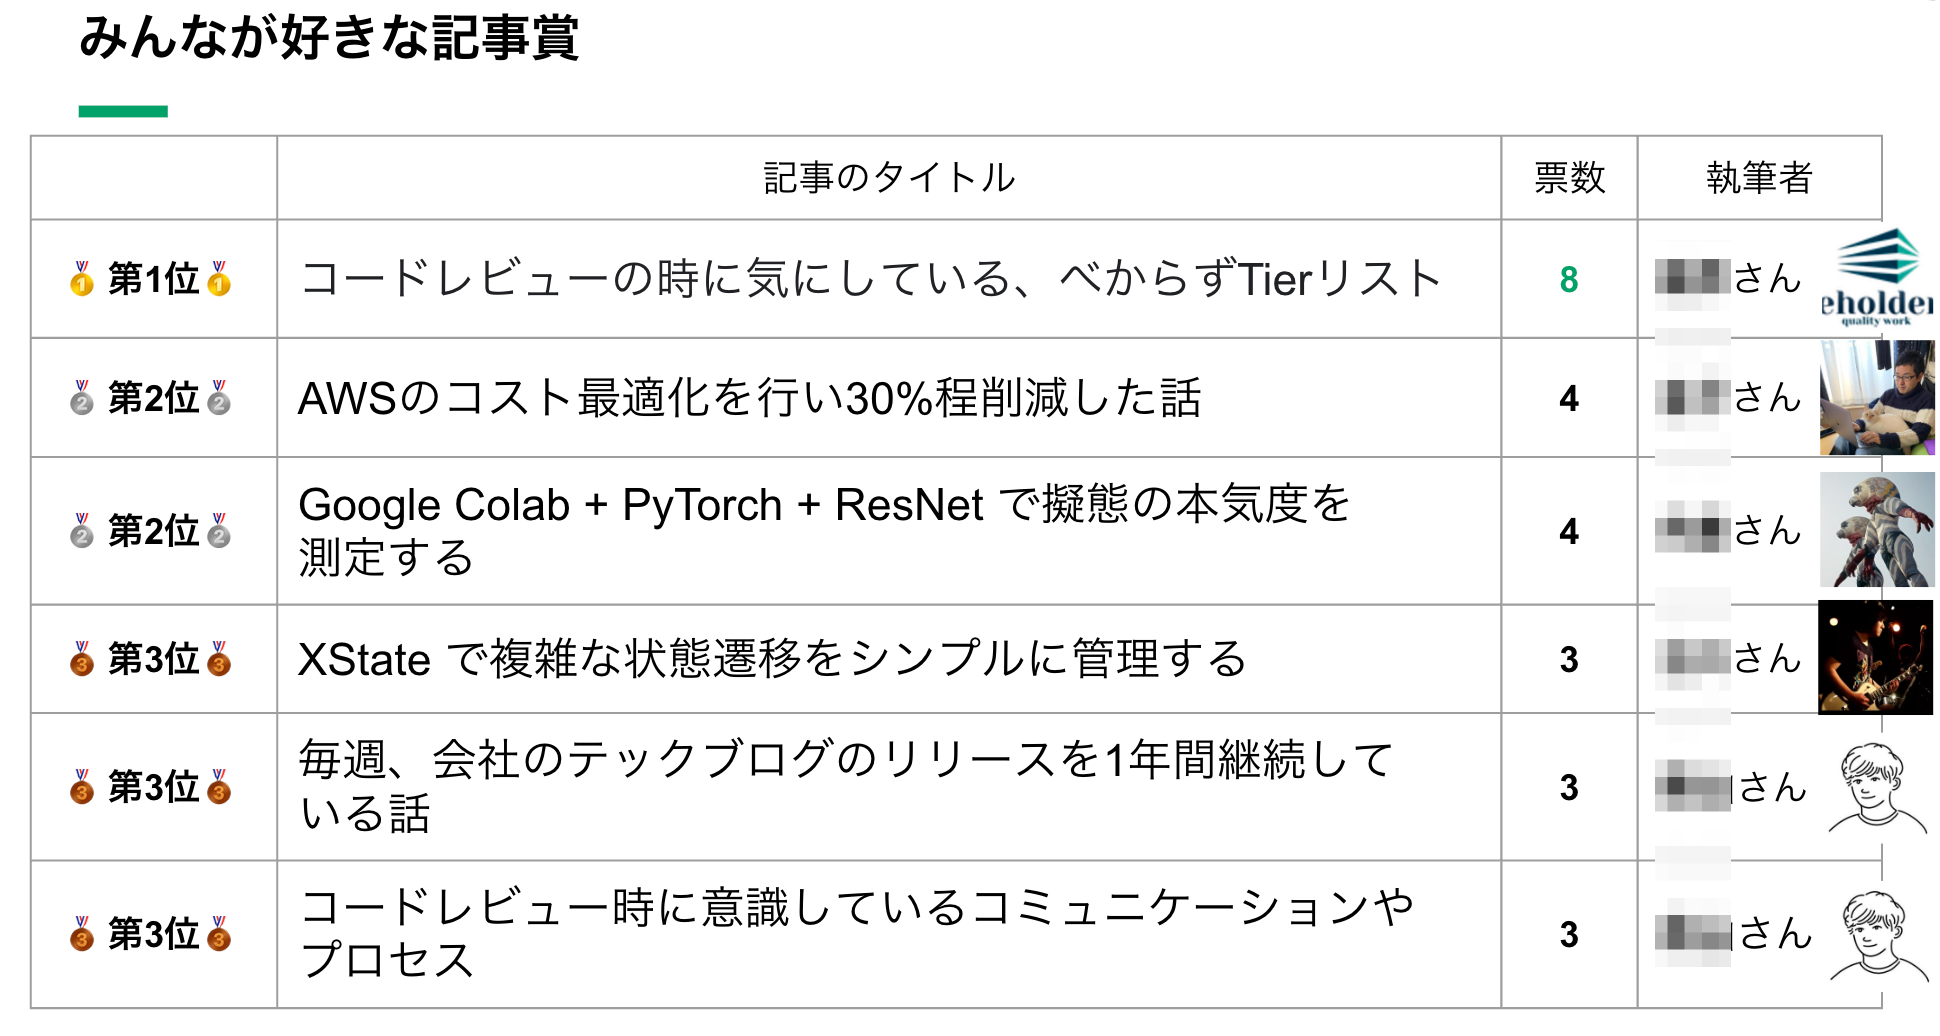 みんなが好きな記事賞
記事のタイトル 票数 執筆者
第1位 コードレビューの時に気にしている、べからずTierリスト 8 さん
eholder
quality work
第2位 AWSのコスト最適化を行い30%程削減した話 4 さん
第2位 Google Colab + PyTorch + ResNet で擬態の本気度を
測定する 4 さん
第3位 XState で複雑な状態遷移をシンプルに管理する 3 さん
第3位 毎週、会社のテックブログのリリースを1年間継続して
いる話 3 さん
第3位 コードレビュー時に意識しているコミュニケーションや
プロセス 3 さん